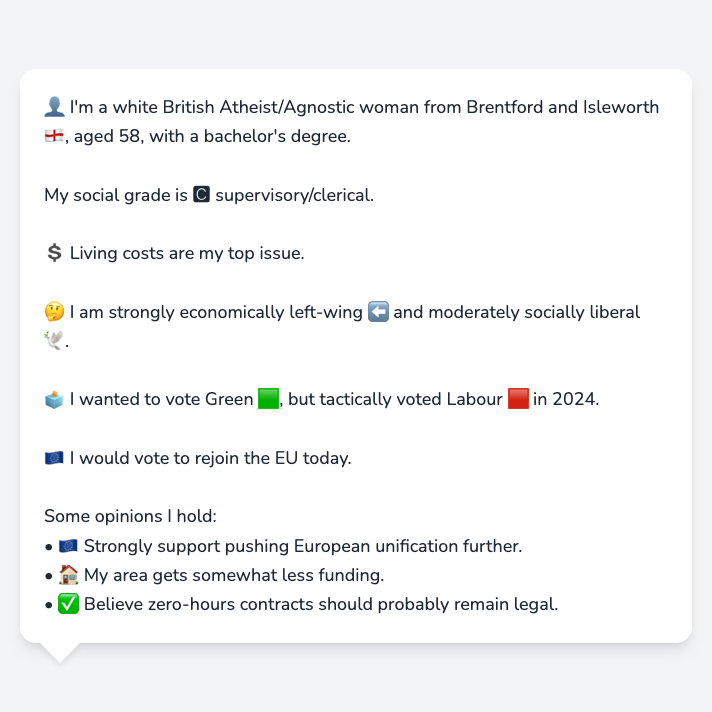 👤 I'm a white British Atheist/Agnostic woman from Brentford and Isleworth
🏴󠁧󠁢󠁥󠁮󠁧󠁿, aged 58, with a bachelor's degree.
My social grade is 🅲 supervisory/clerical.
💲 Living costs are my top issue.
🤔 I am strongly economically left-wing ⬅️ and moderately socially liberal
🕊️.
🗳️ I wanted to vote Green 🟩, but tactically voted Labour 🟥 in 2024.
🇪🇺 I would vote to rejoin the EU today.
Some opinions I hold:
• 🇪🇺 Strongly support pushing European unification further.
• 🏠 My area gets somewhat less funding.
• ✅ Believe zero-hours contracts should probably remain legal.